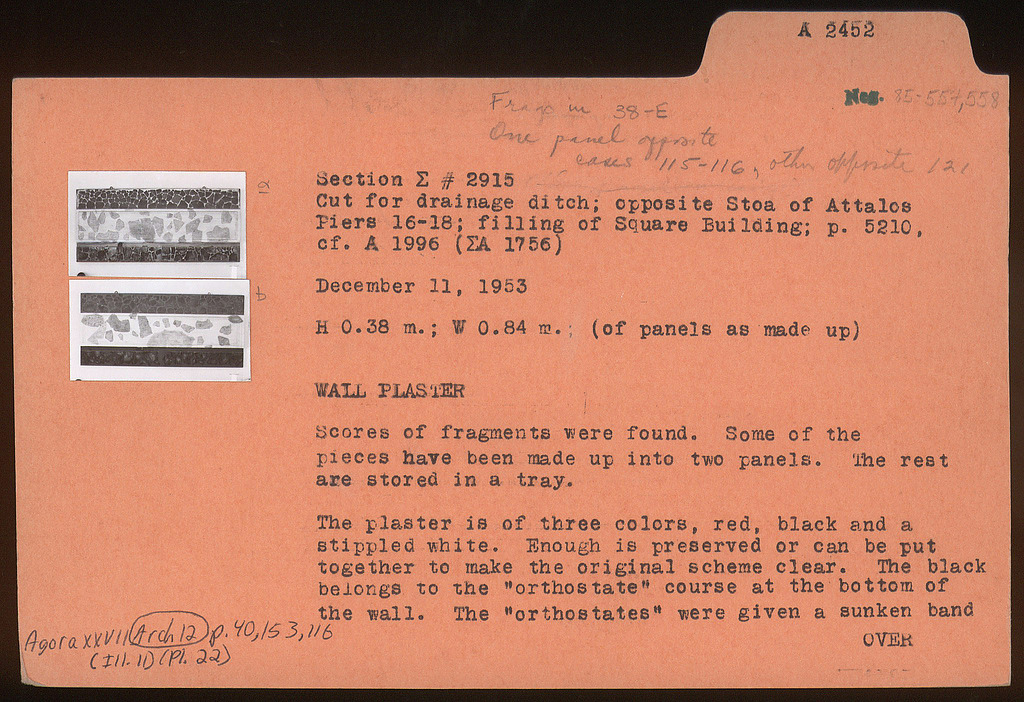 A 2452
Neg. 85-557,558
Frags in 38-E
One panel opposite
cases 115-116, other opposite 121
a
b
Section Σ # 2915
Cut for drainage ditch; opposite Stoa of Attalos
Piers 16-18; filling of Square Building; p. 5210,
cf. A 1996 (ΣA 1756)
December 11, 1953
H 0.38 m.; W 0.84 m.; (of panels as made up)
WALL PLASTER
Scores of fragments were found. Some of the
pieces have been made up into two panels. The rest
are stored in a tray.
The plaster is of three colors, red, black and a
stippled white. Enough is preserved or can be put
together to make the original scheme clear. The black
belongs to the "orthostate" course at the bottom of
the wall. The "orthostates" were given a sunken band
OVER
Agora XXVII Arch 12 p. 40,153,116
(Ill. 11) (Pl. 22)